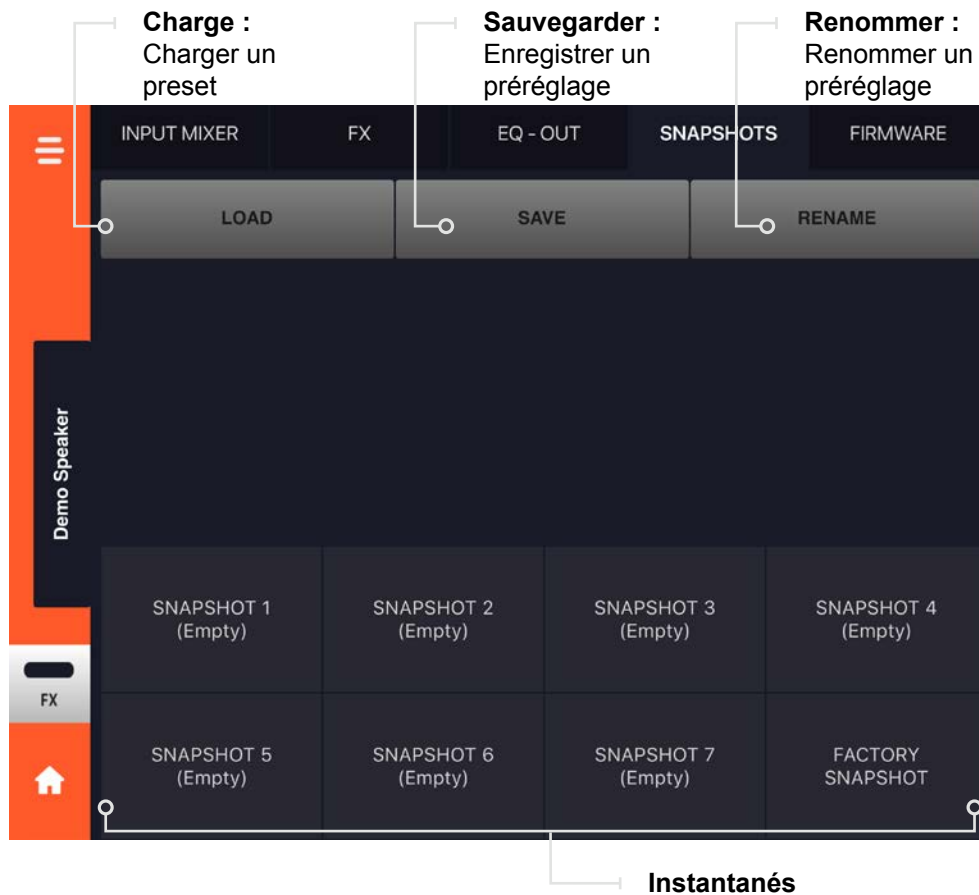 Charge :
Charger un
preset
Sauvegarder :
Enregistrer un
préréglage
Renommer :
Renommer un
préréglage
INPUT MIXER
FX
EQ - OUT
SNAPSHOTS
FIRMWARE
LOAD
SAVE
RENAME
Demo Speaker
SNAPSHOT 1
(Empty)
SNAPSHOT 2
(Empty)
SNAPSHOT 3
(Empty)
SNAPSHOT 4
(Empty)
FX
SNAPSHOT 5
(Empty)
SNAPSHOT 6
(Empty)
SNAPSHOT 7
(Empty)
FACTORY
SNAPSHOT
Instantanés